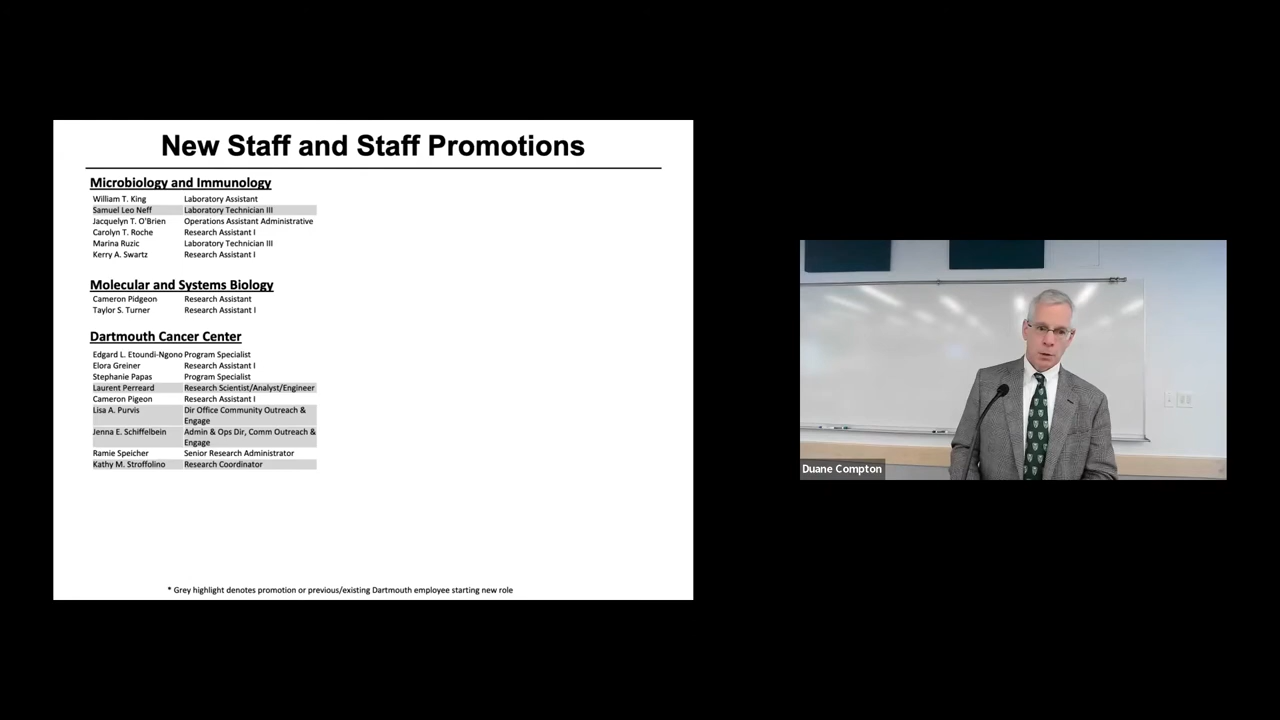 New Staff and Staff Promotions
Microbiology and Immunology
William T. King Laboratory Assistant
Samuel Leo Neff Laboratory Technician III
Jacquelyn T. O'Brien Operations Assistant Administrative
Carolyn T. Roche Research Assistant I
Marina Ruzic Laboratory Technician III
Kerry A. Swartz Research Assistant I
Molecular and Systems Biology
Cameron Pidgeon Research Assistant
Taylor S. Turner Research Assistant I
Dartmouth Cancer Center
Edgard L. Etoundi-Ngono Program Specialist
Elora Greiner Research Assistant I
Stephanie Papas Program Specialist
Laurent Perreard Research Scientist/Analyst/Engineer
Cameron Pigeon Research Assistant I
Lisa A. Purvis Dir Office Community Outreach &
Engage
Jenna E. Schiffelbein Admin & Ops Dir, Comm Outreach &
Engage
Ramie Speicher Senior Research Administrator
Kathy M. Stroffolino Research Coordinator
* Grey highlight denotes promotion or previous/existing Dartmouth employee starting new role
Duane Compton